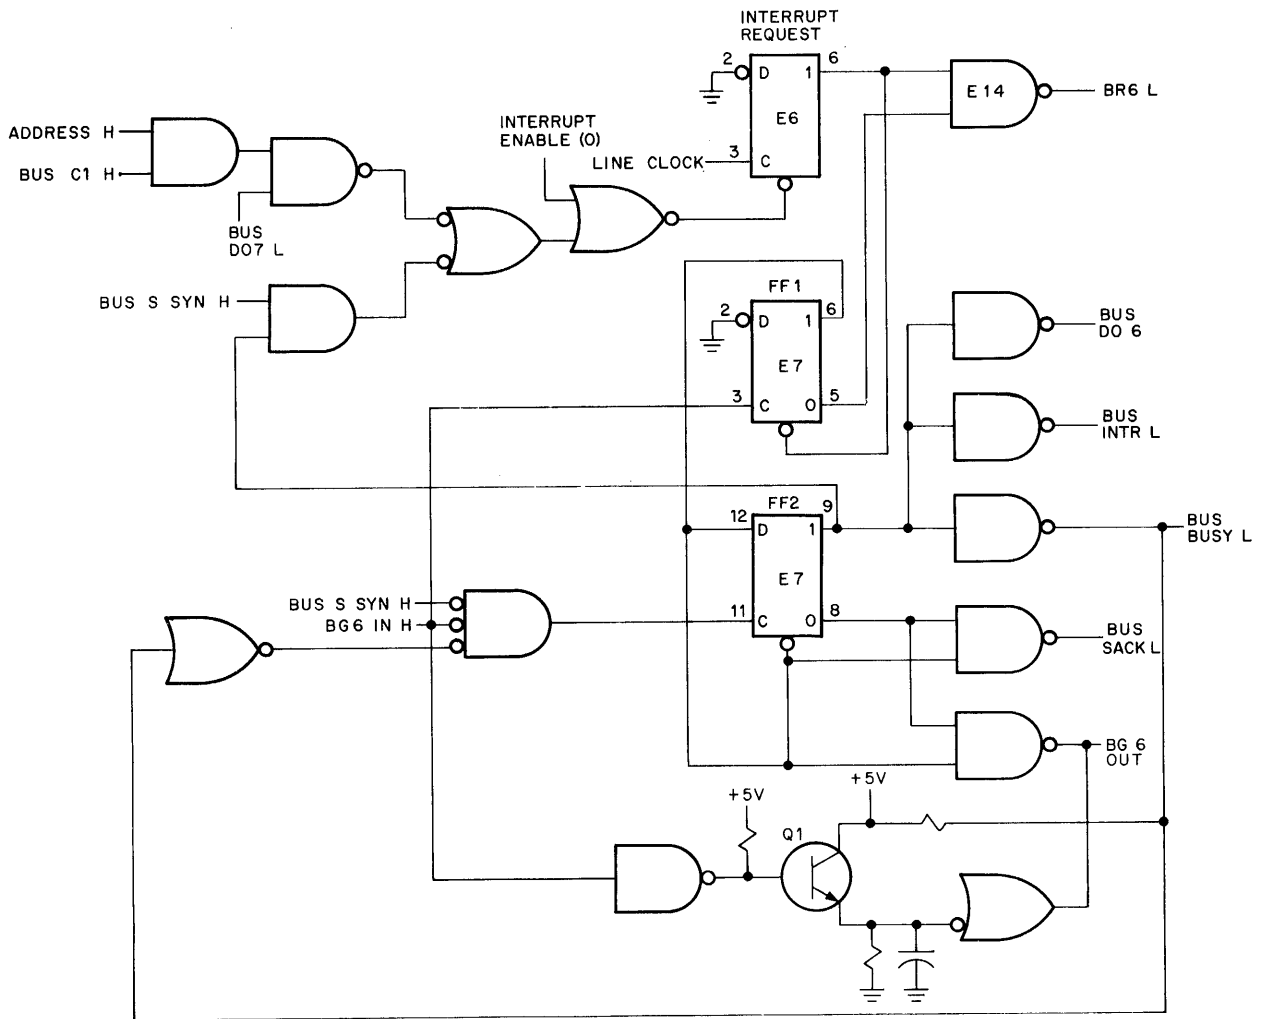 INTERRUPT
REQUEST
2
D
1
6
E6
3
C
LINE CLOCK
E14
BR6 L
ADDRESS H
BUS C1 H
BUS
DO7 L
INTERRUPT
ENABLE (0)
BUS S SYN H
FF1
2
D
1
6
E7
3
C
0
5
BUS
DO 6
BUS
INTR L
FF2
12
D
1
9
E7
11
C
0
8
BUS
BUSY L
BUS S SYN H
BG6 IN H
BUS
SACK L
BG 6
OUT
+5V
+5V
Q1